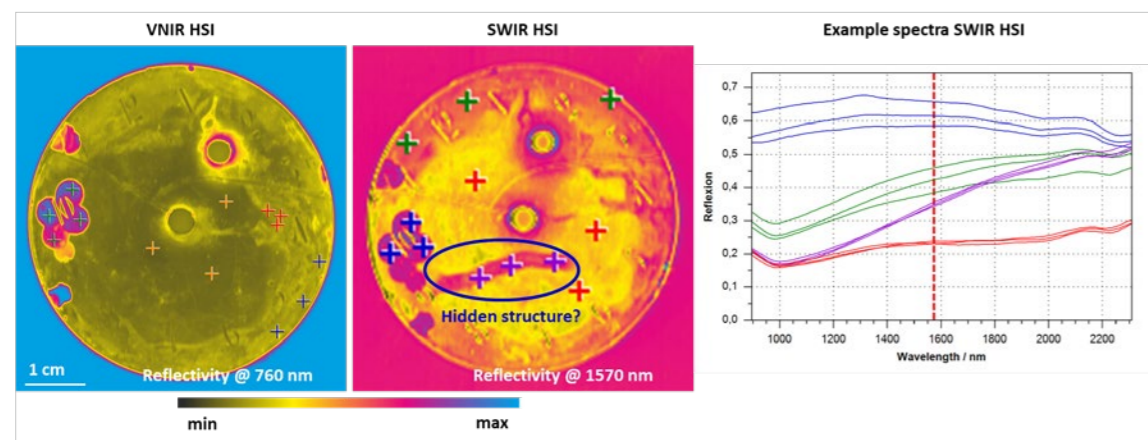 VNIR HSI
SWIR HSI
Example spectra SWIR HSI
Hidden structure?
1 cm
Reflectivity @ 760 nm
Reflectivity @ 1570 nm
min
max
0,7
0,6
0,5
0,4
0,3
0,2
0,1
0,0
Reflexion
1000
1200
1400
1600
1800
2000
2200
Wavelength / nm